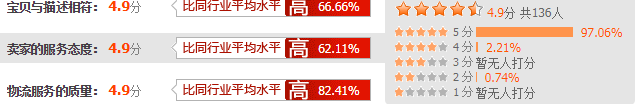 宝贝与描述相符： 4.9分 比同行业平均水平 高 66.66%
卖家的服务态度： 4.9分 比同行业平均水平 高 62.11%
物流服务的质量： 4.9分 比同行业平均水平 高 82.41%
4.9分 共136人
5 分 97.06%
4 分 2.21%
3 分 暂无人打分
2 分 0.74%
1 分 暂无人打分